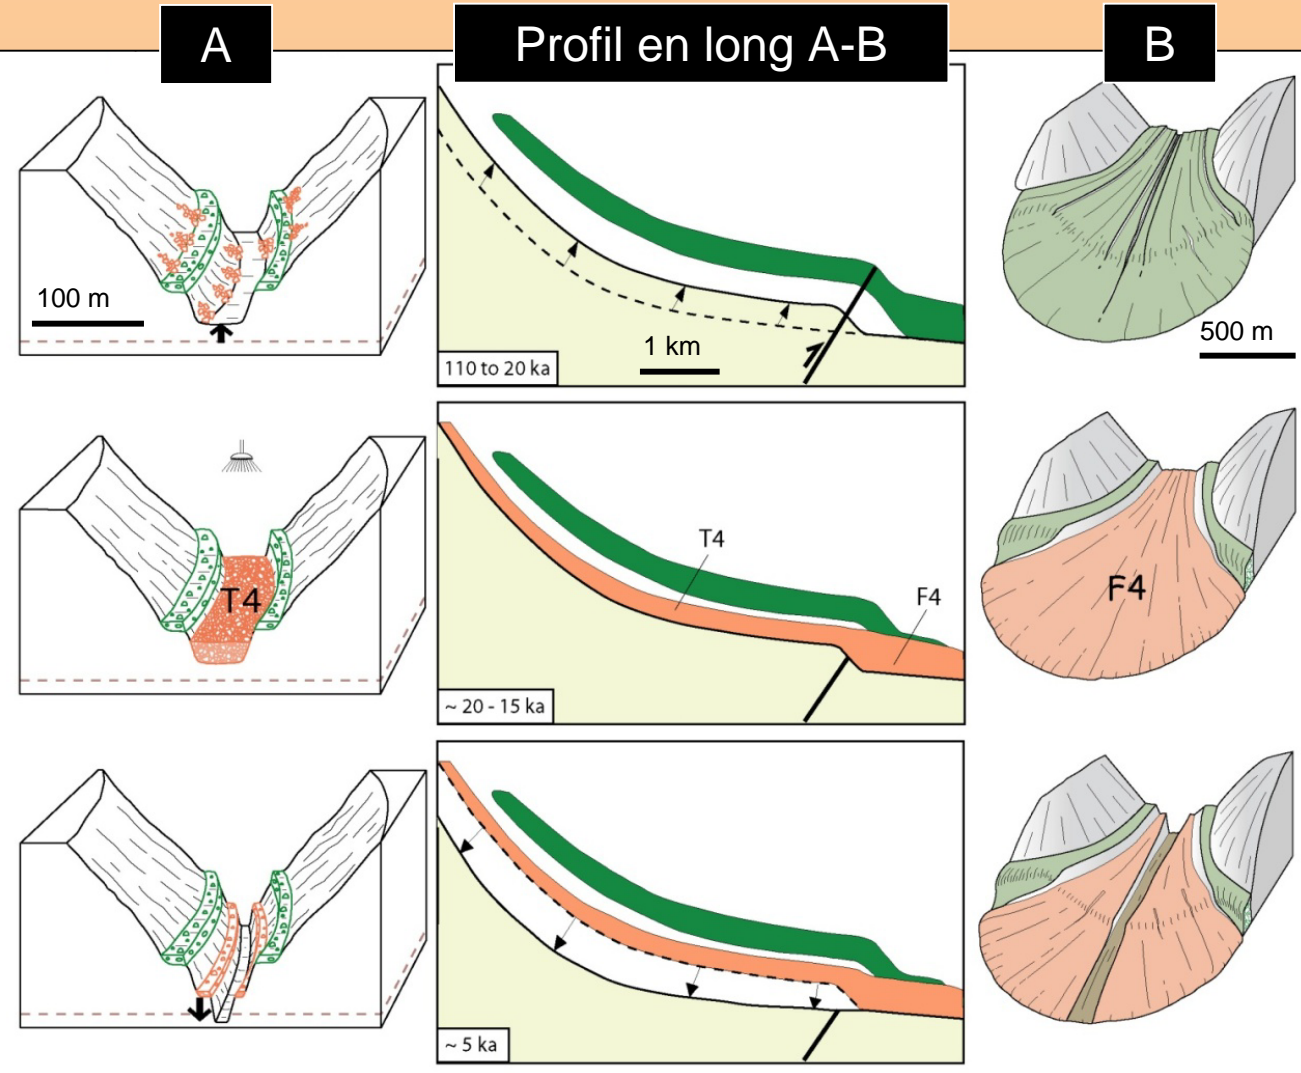 A
Profil en long A-B
B
100 m
1 km
110 to 20 ka
500 m
T4
T4
F4
~ 20 - 15 ka
F4
~ 5 ka